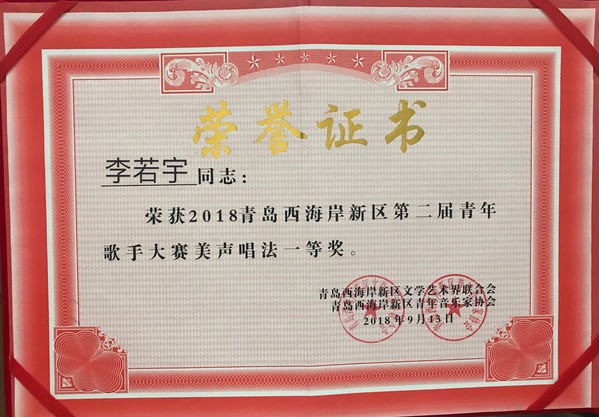 荣誉证书
李若宇同志：
荣获2018青岛西海岸新区第二届青年
歌手大赛美声唱法一等奖。
青岛西海岸新区文学艺术界联合会
青岛西海岸新区青年音乐家协会
2018年9月13日